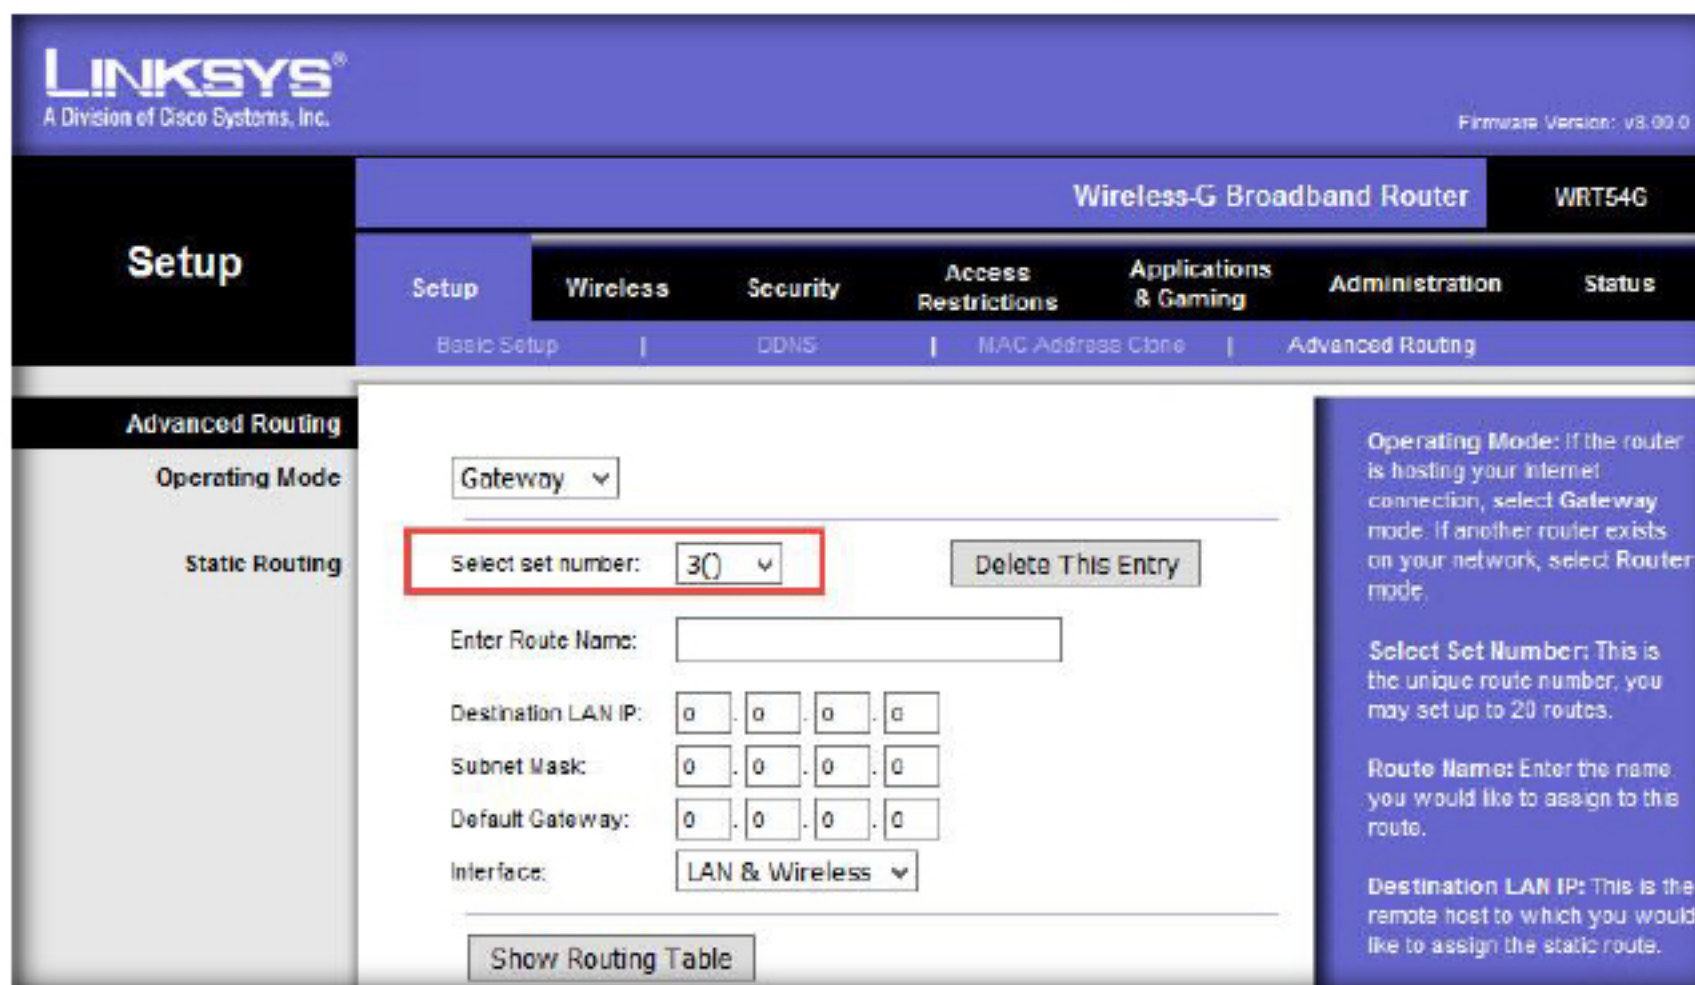 LINKSYS®
A Division of Cisco Systems, Inc.
Firmware Version: v8.00.0
Wireless-G Broadband Router
WRT54G
Setup
Setup
Wireless
Security
Access
Restrictions
Applications
& Gaming
Administration
Status
Basic Setup | DDNS | MAC Address Clone | Advanced Routing
Advanced Routing
Operating Mode
Gateway
Static Routing
Select set number: 3()
Delete This Entry
Enter Route Name:
Destination LAN IP: 0 . 0 . 0 . 0
Subnet Mask: 0 . 0 . 0 . 0
Default Gateway: 0 . 0 . 0 . 0
Interface: LAN & Wireless
Show Routing Table
Operating Mode: If the router
is hosting your Internet
connection, select Gateway
mode. If another router exists
on your network, select Router
mode.
Select Set Number: This is
the unique route number, you
may set up to 20 routes.
Route Name: Enter the name
you would like to assign to this
route.
Destination LAN IP: This is the
remote host to which you would
like to assign the static route.